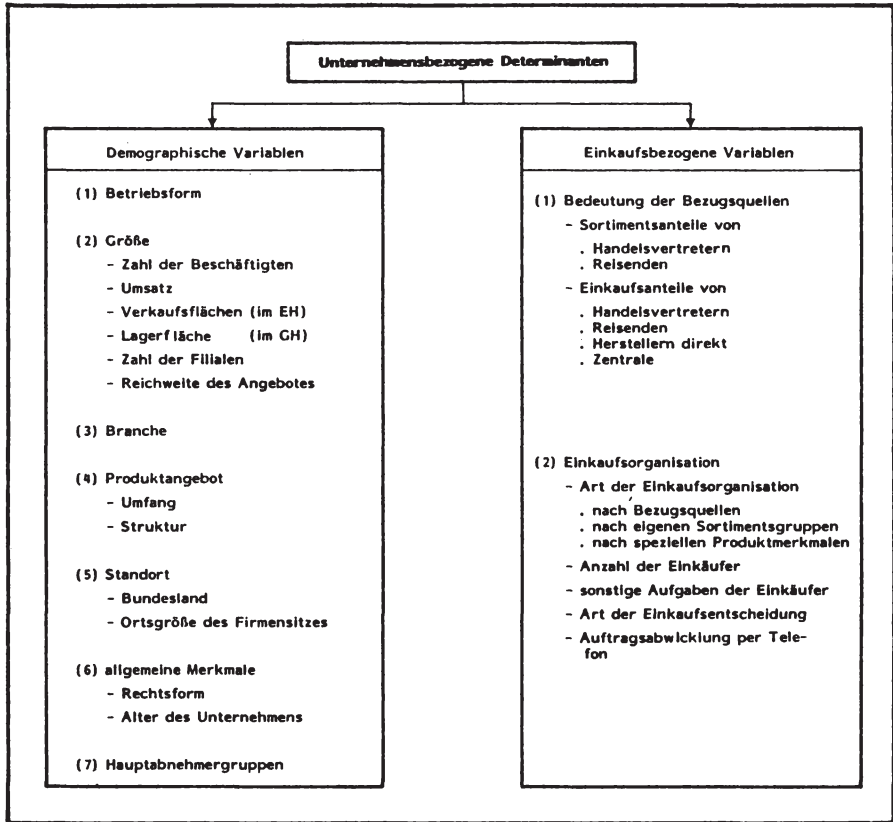 Unternehmensbezogene Determinanten
Demographische Variablen
(1) Betriebsform
(2) Größe
- Zahl der Beschäftigten
- Umsatz
- Verkaufsflächen (im EH)
- Lagerfläche (im GH)
- Zahl der Filialen
- Reichweite des Angebotes
(3) Branche
(4) Produktangebot
- Umfang
- Struktur
(5) Standort
- Bundesland
- Ortsgröße des Firmensitzes
(6) allgemeine Merkmale
- Rechtsform
- Alter des Unternehmens
(7) Hauptabnehmergruppen
Einkaufsbezogene Variablen
(1) Bedeutung der Bezugsquellen
- Sortimentsanteile von
. Handelsvertretern
. Reisenden
- Einkaufsanteile von
. Handelsvertretern
. Reisenden
. Herstellern direkt
. Zentrale
(2) Einkaufsorganisation
- Art der Einkaufsorganisation
. nach Bezugsquellen
. nach eigenen Sortimentsgruppen
. nach speziellen Produktmerkmalen
- Anzahl der Einkäufer
- sonstige Aufgaben der Einkäufer
- Art der Einkaufsentscheidung
- Auftragsabwicklung per Tele-
fon